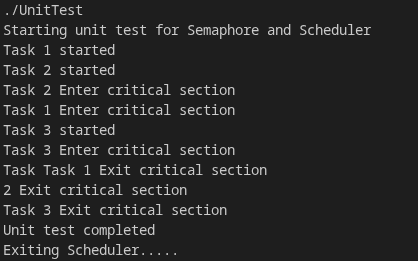 ./UnitTest
Starting unit test for Semaphore and Scheduler
Task 1 started
Task 2 started
Task 2 Enter critical section
Task 1 Enter critical section
Task 3 started
Task 3 Enter critical section
Task Task 1 Exit critical section
2 Exit critical section
Task 3 Exit critical section
Unit test completed
Exiting Scheduler.....